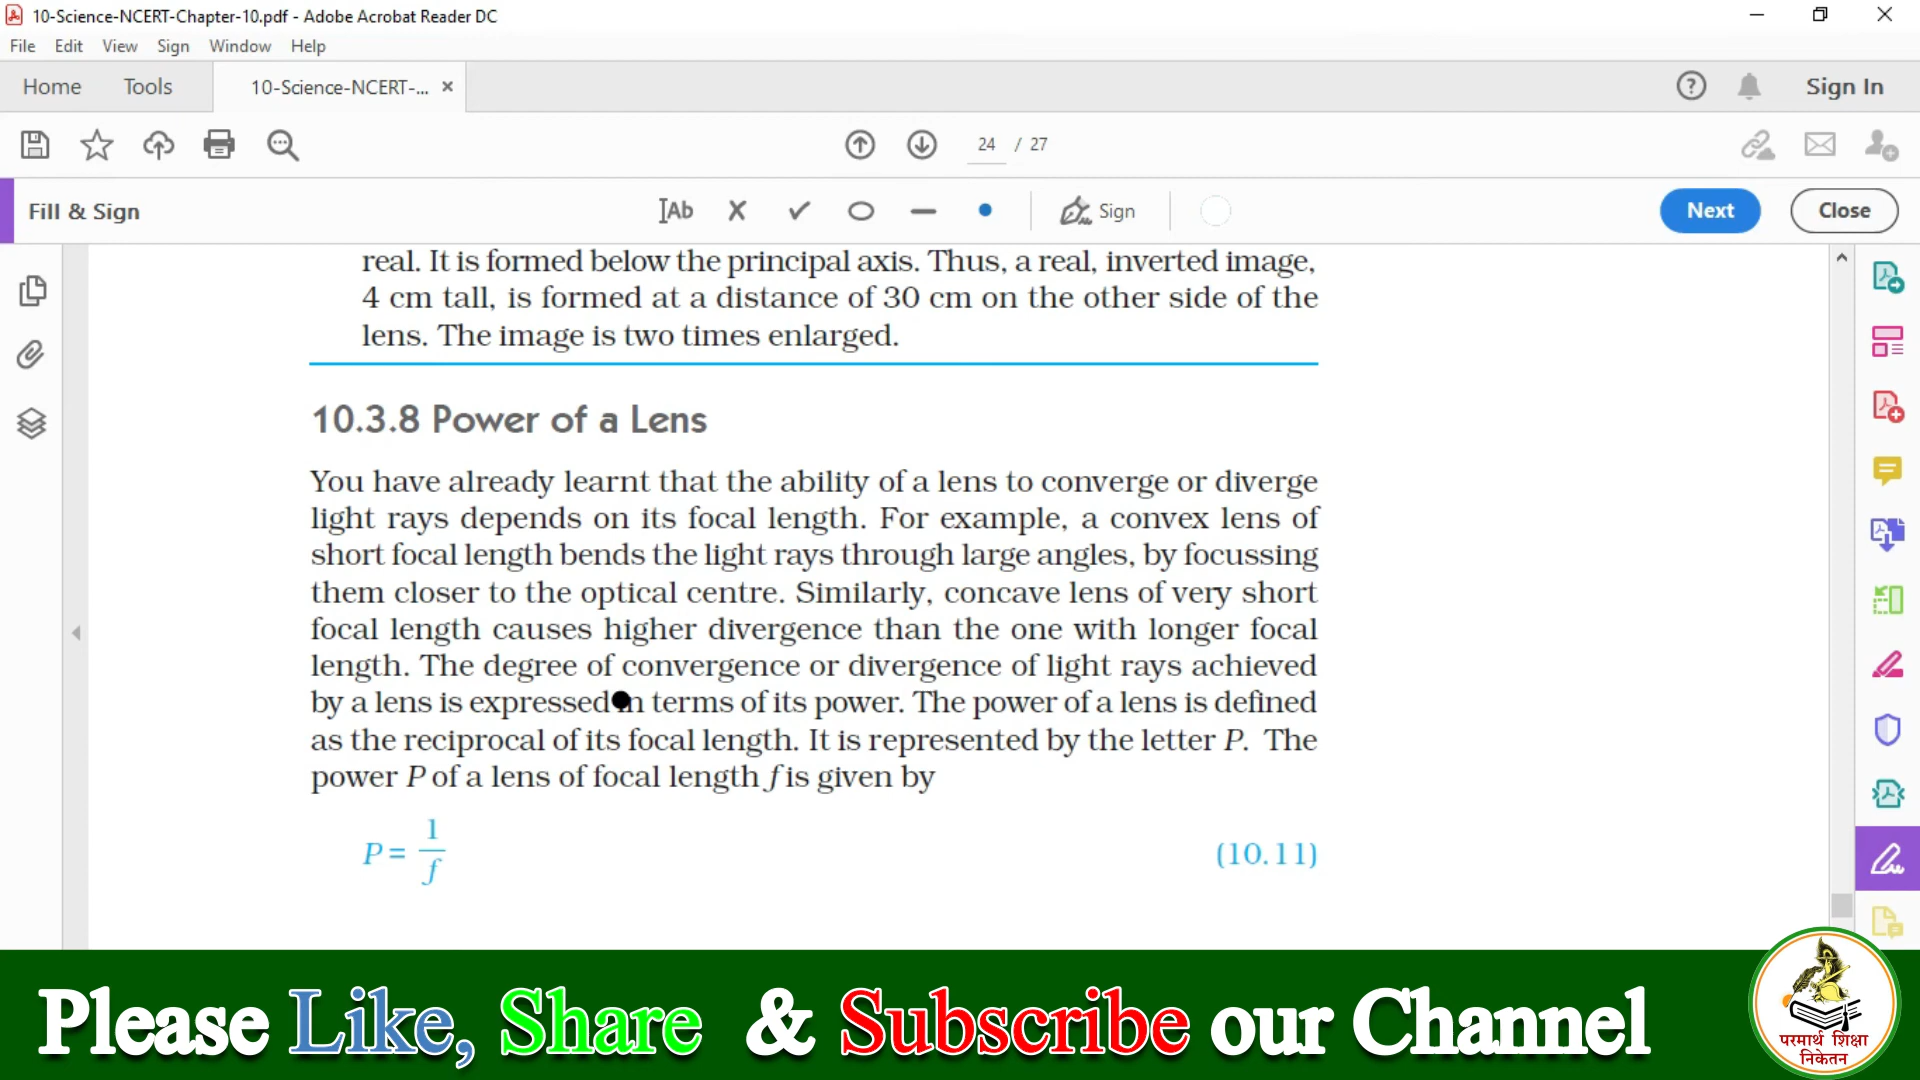 10-Science-NCERT-Chapter-10.pdf - Adobe Acrobat Reader DC
File Edit View Sign Window Help
Home Tools 10-Science-NCERT-... × Sign In
24 / 27
Fill & Sign Ab Sign Next Close
real. It is formed below the principal axis. Thus, a real, inverted image,
4 cm tall, is formed at a distance of 30 cm on the other side of the
lens. The image is two times enlarged.
10.3.8 Power of a Lens
You have already learnt that the ability of a lens to converge or diverge
light rays depends on its focal length. For example, a convex lens of
short focal length bends the light rays through large angles, by focussing
them closer to the optical centre. Similarly, concave lens of very short
focal length causes higher divergence than the one with longer focal
length. The degree of convergence or divergence of light rays achieved
by a lens is expressed in terms of its power. The power of a lens is defined
as the reciprocal of its focal length. It is represented by the letter P. The
power P of a lens of focal length f is given by
P = 1/f (10.11)
Please Like, Share & Subscribe our Channel
परमार्थ शिक्षा
निकेतन